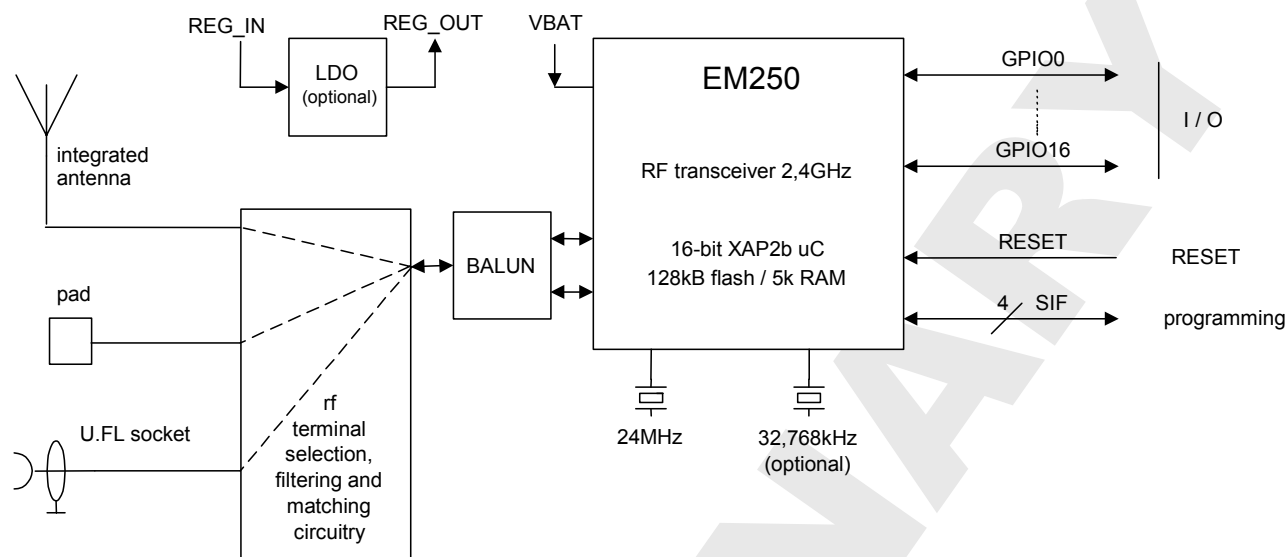 REG_IN
REG_OUT
VBAT
LDO
(optional)
EM250
RF transceiver 2,4GHz
16-bit XAP2b uC
128kB flash / 5k RAM
GPIO0
GPIO16
I / O
RESET
RESET
4
SIF
programming
integrated
antenna
BALUN
pad
U.FL socket
rf
terminal
selection,
filtering and
matching
circuitry
24MHz
32,768kHz
(optional)
NARY